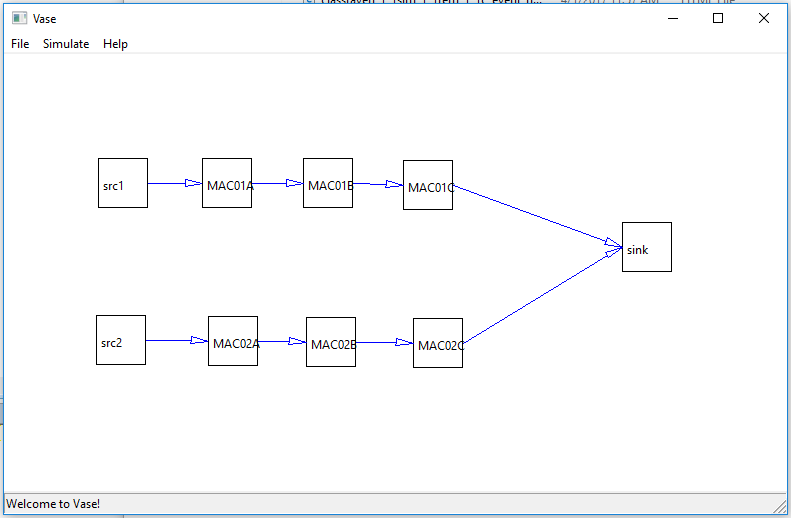 Vase
File Simulate Help
src1 MAC01A MAC01B MAC01C
sink
src2 MAC02A MAC02B MAC02C
Welcome to Vase!